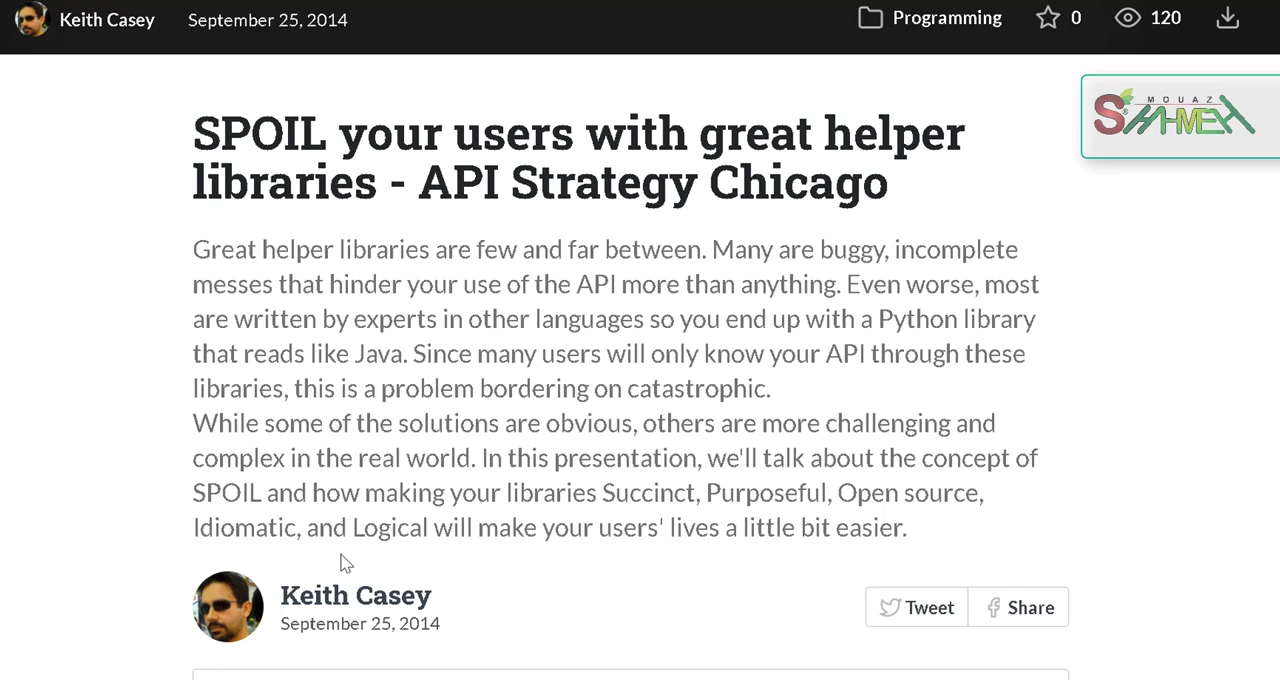 Keith Casey September 25, 2014 Programming 0 120
MOUAZ
SPOIL your users with great helper
libraries - API Strategy Chicago
Great helper libraries are few and far between. Many are buggy, incomplete
messes that hinder your use of the API more than anything. Even worse, most
are written by experts in other languages so you end up with a Python library
that reads like Java. Since many users will only know your API through these
libraries, this is a problem bordering on catastrophic.
While some of the solutions are obvious, others are more challenging and
complex in the real world. In this presentation, we'll talk about the concept of
SPOIL and how making your libraries Succinct, Purposeful, Open source,
Idiomatic, and Logical will make your users' lives a little bit easier.
Keith Casey
September 25, 2014
Tweet Share